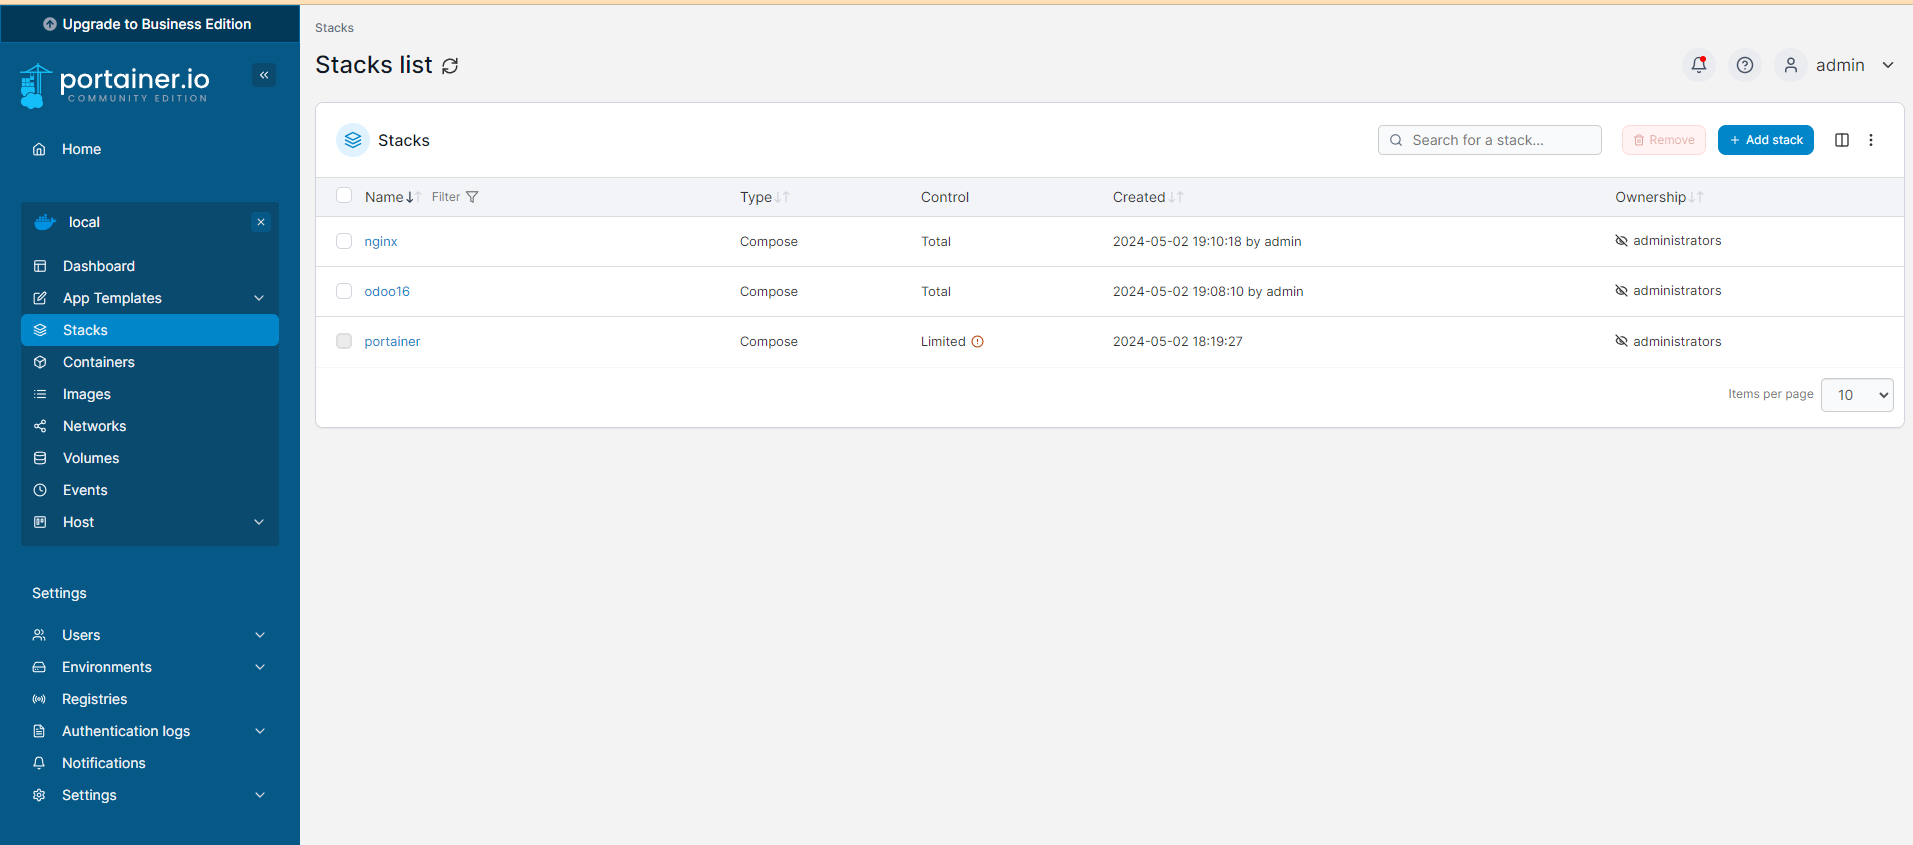 Upgrade to Business Edition
portainer.io
COMMUNITY EDITION
Home
local
Dashboard
App Templates
Stacks
Containers
Images
Networks
Volumes
Events
Host
Settings
Users
Environments
Registries
Authentication logs
Notifications
Settings
Stacks
Stacks list
admin
Stacks
Search for a stack...
Remove
+ Add stack
Name Filter Type Control Created Ownership
nginx Compose Total 2024-05-02 19:10:18 by admin administrators
odoo16 Compose Total 2024-05-02 19:08:10 by admin administrators
portainer Compose Limited 2024-05-02 18:19:27 administrators
Items per page 10